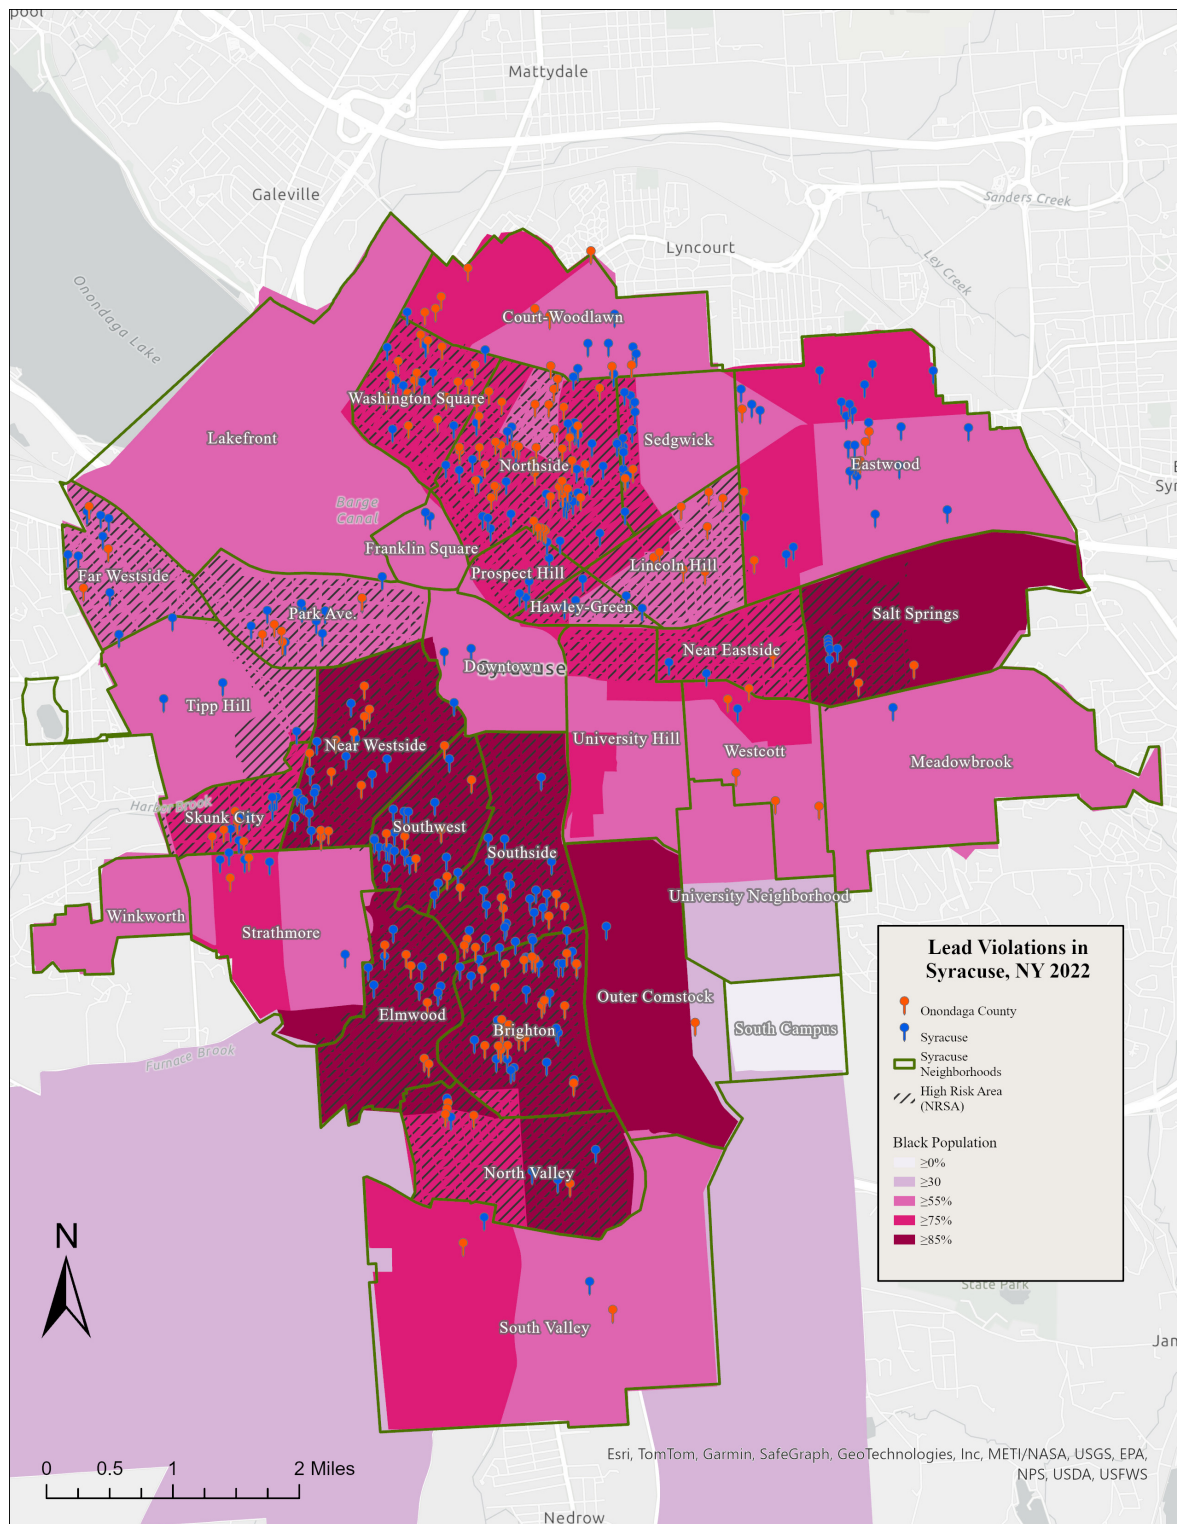 pool
Mattydale
Galeville
Sanders Creek
Lyncourt
Ley Creek
Onondaga Lake
Court-Woodlawn
Washington Square
Lakefront
Sedgwick
Northside
Eastwood
Syr
Barge
Canal
Franklin Square
Far Westside
Prospect Hill
Lincoln Hill
Park Ave.
Hawley-Green
Salt Springs
Near Eastside
Downtown
Syracuse
Tipp Hill
Near Westside
University Hill
Westcott
Meadowbrook
Harbor Brook
Skunk City
Southwest
Southside
University Neighborhood
Winkworth
Strathmore
Outer Comstock
Elmwood
Brighton
South Campus
Furnace Brook
North Valley
South Valley
Lead Violations in
Syracuse, NY 2022
Onondaga County
Syracuse
Syracuse
Neighborhoods
High Risk Area
(NRSA)
Black Population
≥0%
≥30
≥55%
≥75%
≥85%
State Park
N
Jam
Esri, TomTom, Garmin, SafeGraph, GeoTechnologies, Inc, METI/NASA, USGS, EPA,
NPS, USDA, USFWS
0 0.5 1 2 Miles
Nedrow